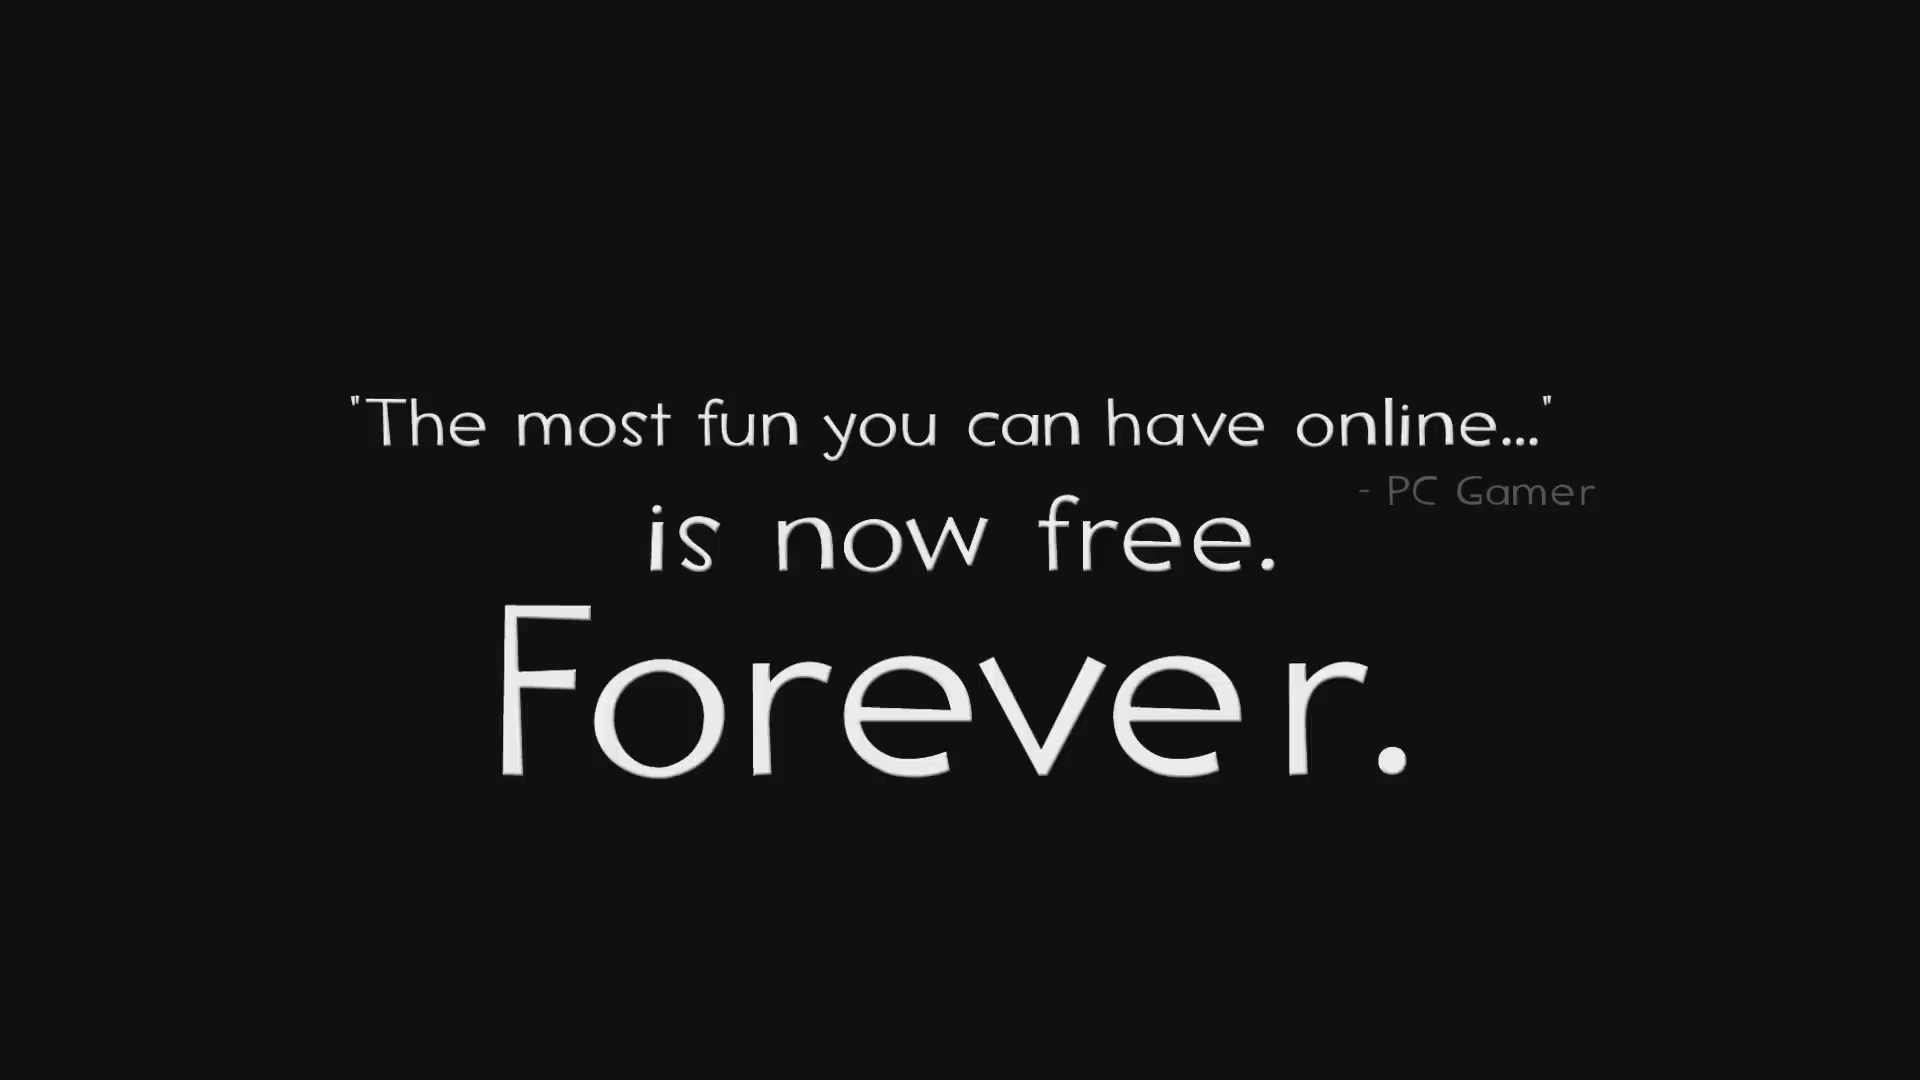 "The most fun you can have online..."
- PC Gamer
is now free.
Forever.